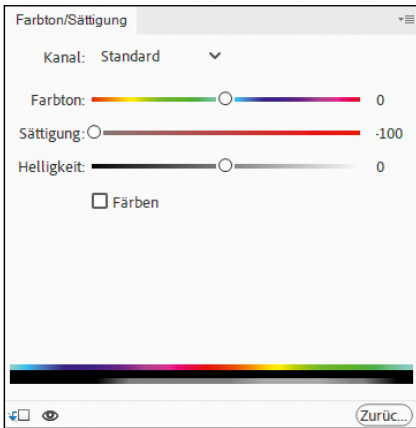 Farbton/Sättigung
Kanal: Standard
Farbton: 0
Sättigung: -100
Helligkeit: 0
Färben
Zurüc...